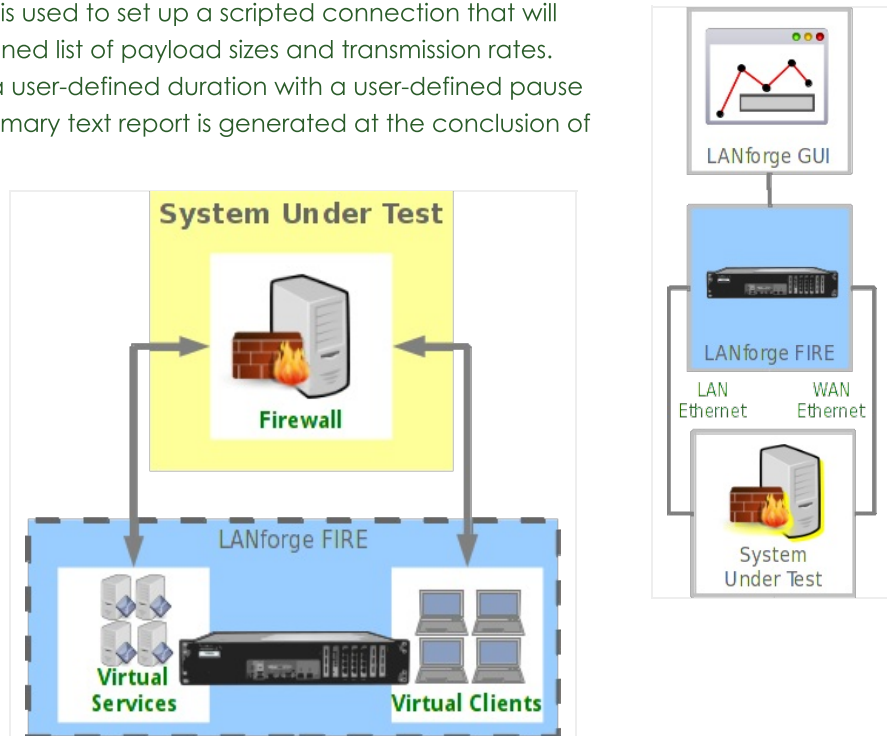 is used to set up a scripted connection that will
ned list of payload sizes and transmission rates.
a user-defined duration with a user-defined pause
mary text report is generated at the conclusion of
System Under Test
Firewall
LANforge FIRE
Virtual
Services
Virtual Clients
LANforge GUI
LANforge FIRE
LAN
Ethernet
WAN
Ethernet
System
Under Test